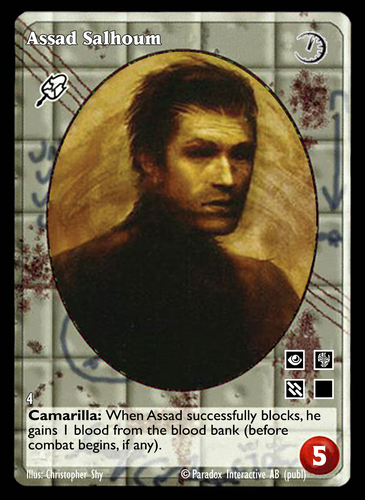 Assad Salhoum
4
Camarilla: When Assad successfully blocks, he
gains 1 blood from the blood bank (before
combat begins, if any).
5
Illus: Christopher Shy
© Paradox Interactive AB (publ)